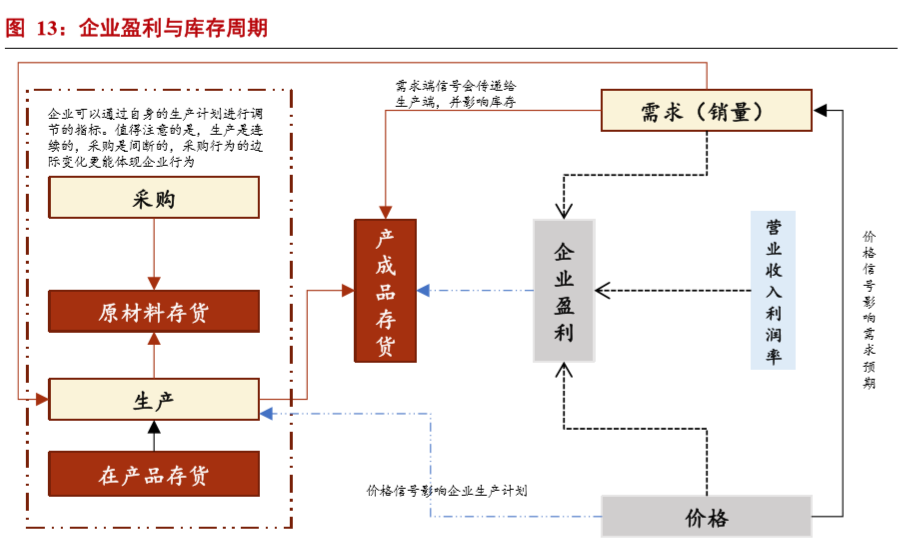 图 13：企业盈利与库存周期
需求端信号会传递给
生产端，并影响库存
需求（销量）
企业可以通过自身的生产计划进行调
节的指标。值得注意的是，生产是连
续的，采购是间断的，采购行为的边
际变化更能体现企业行为
采购
原材料存货
生产
在产品存货
产成品存货
企业盈利
营业收入利润率
价格信号影响需求预期
价格信号影响企业生产计划
价格